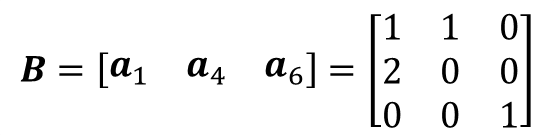 𝑩 = [𝒂₁ 𝒂₄ 𝒂₆] = [1 1 0
2 0 0
0 0 1]